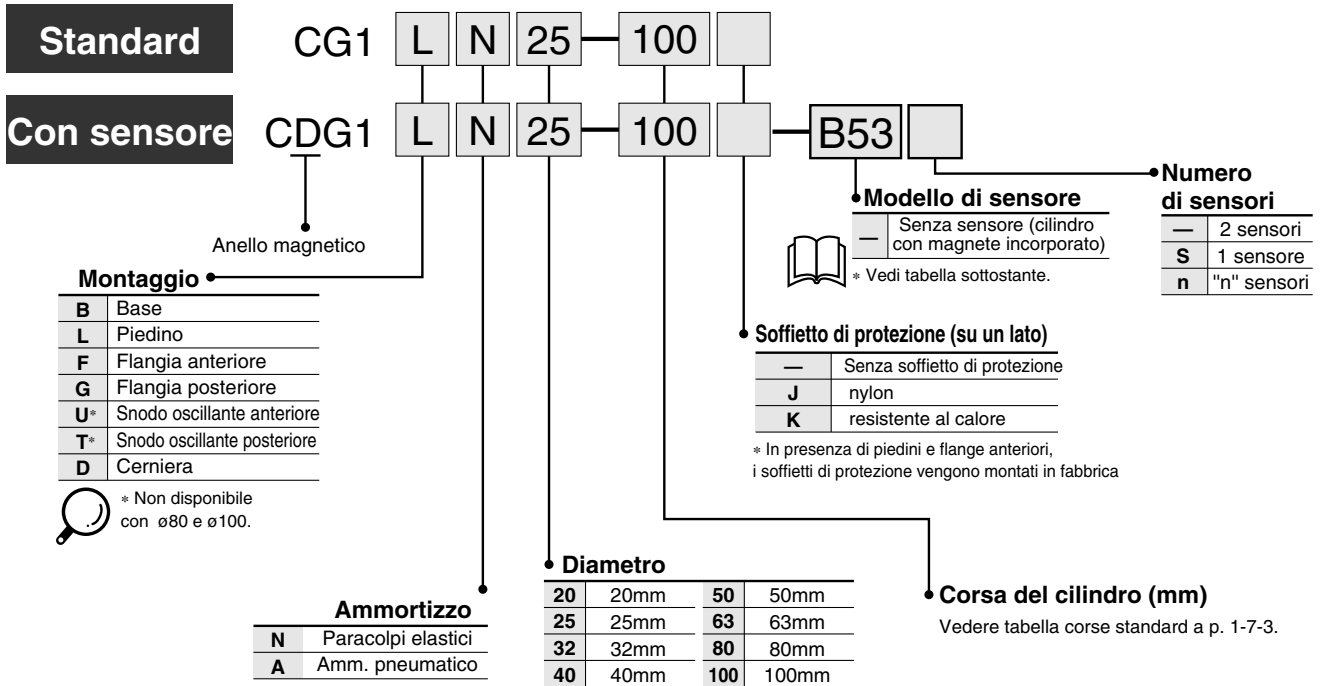 Standard CG1 L N 25 — 100
Con sensore CDG1 L N 25 — 100 — B53
Anello magnetico
Montaggio
B Base
L Piedino
F Flangia anteriore
G Flangia posteriore
U* Snodo oscillante anteriore
T* Snodo oscillante posteriore
D Cerniera
* Non disponibile
con ø80 e ø100.
Ammortizzo
N Paracolpi elastici
A Amm. pneumatico
Diametro
20 20mm 50 50mm
25 25mm 63 63mm
32 32mm 80 80mm
40 40mm 100 100mm
Corsa del cilindro (mm)
Vedere tabella corse standard a p. 1-7-3.
Soffietto di protezione (su un lato)
— Senza soffietto di protezione
J nylon
K resistente al calore
* In presenza di piedini e flange anteriori,
i soffietti di protezione vengono montati in fabbrica
Modello di sensore
— Senza sensore (cilindro
con magnete incorporato)
* Vedi tabella sottostante.
Numero
di sensori
— 2 sensori
S 1 sensore
n "n" sensori